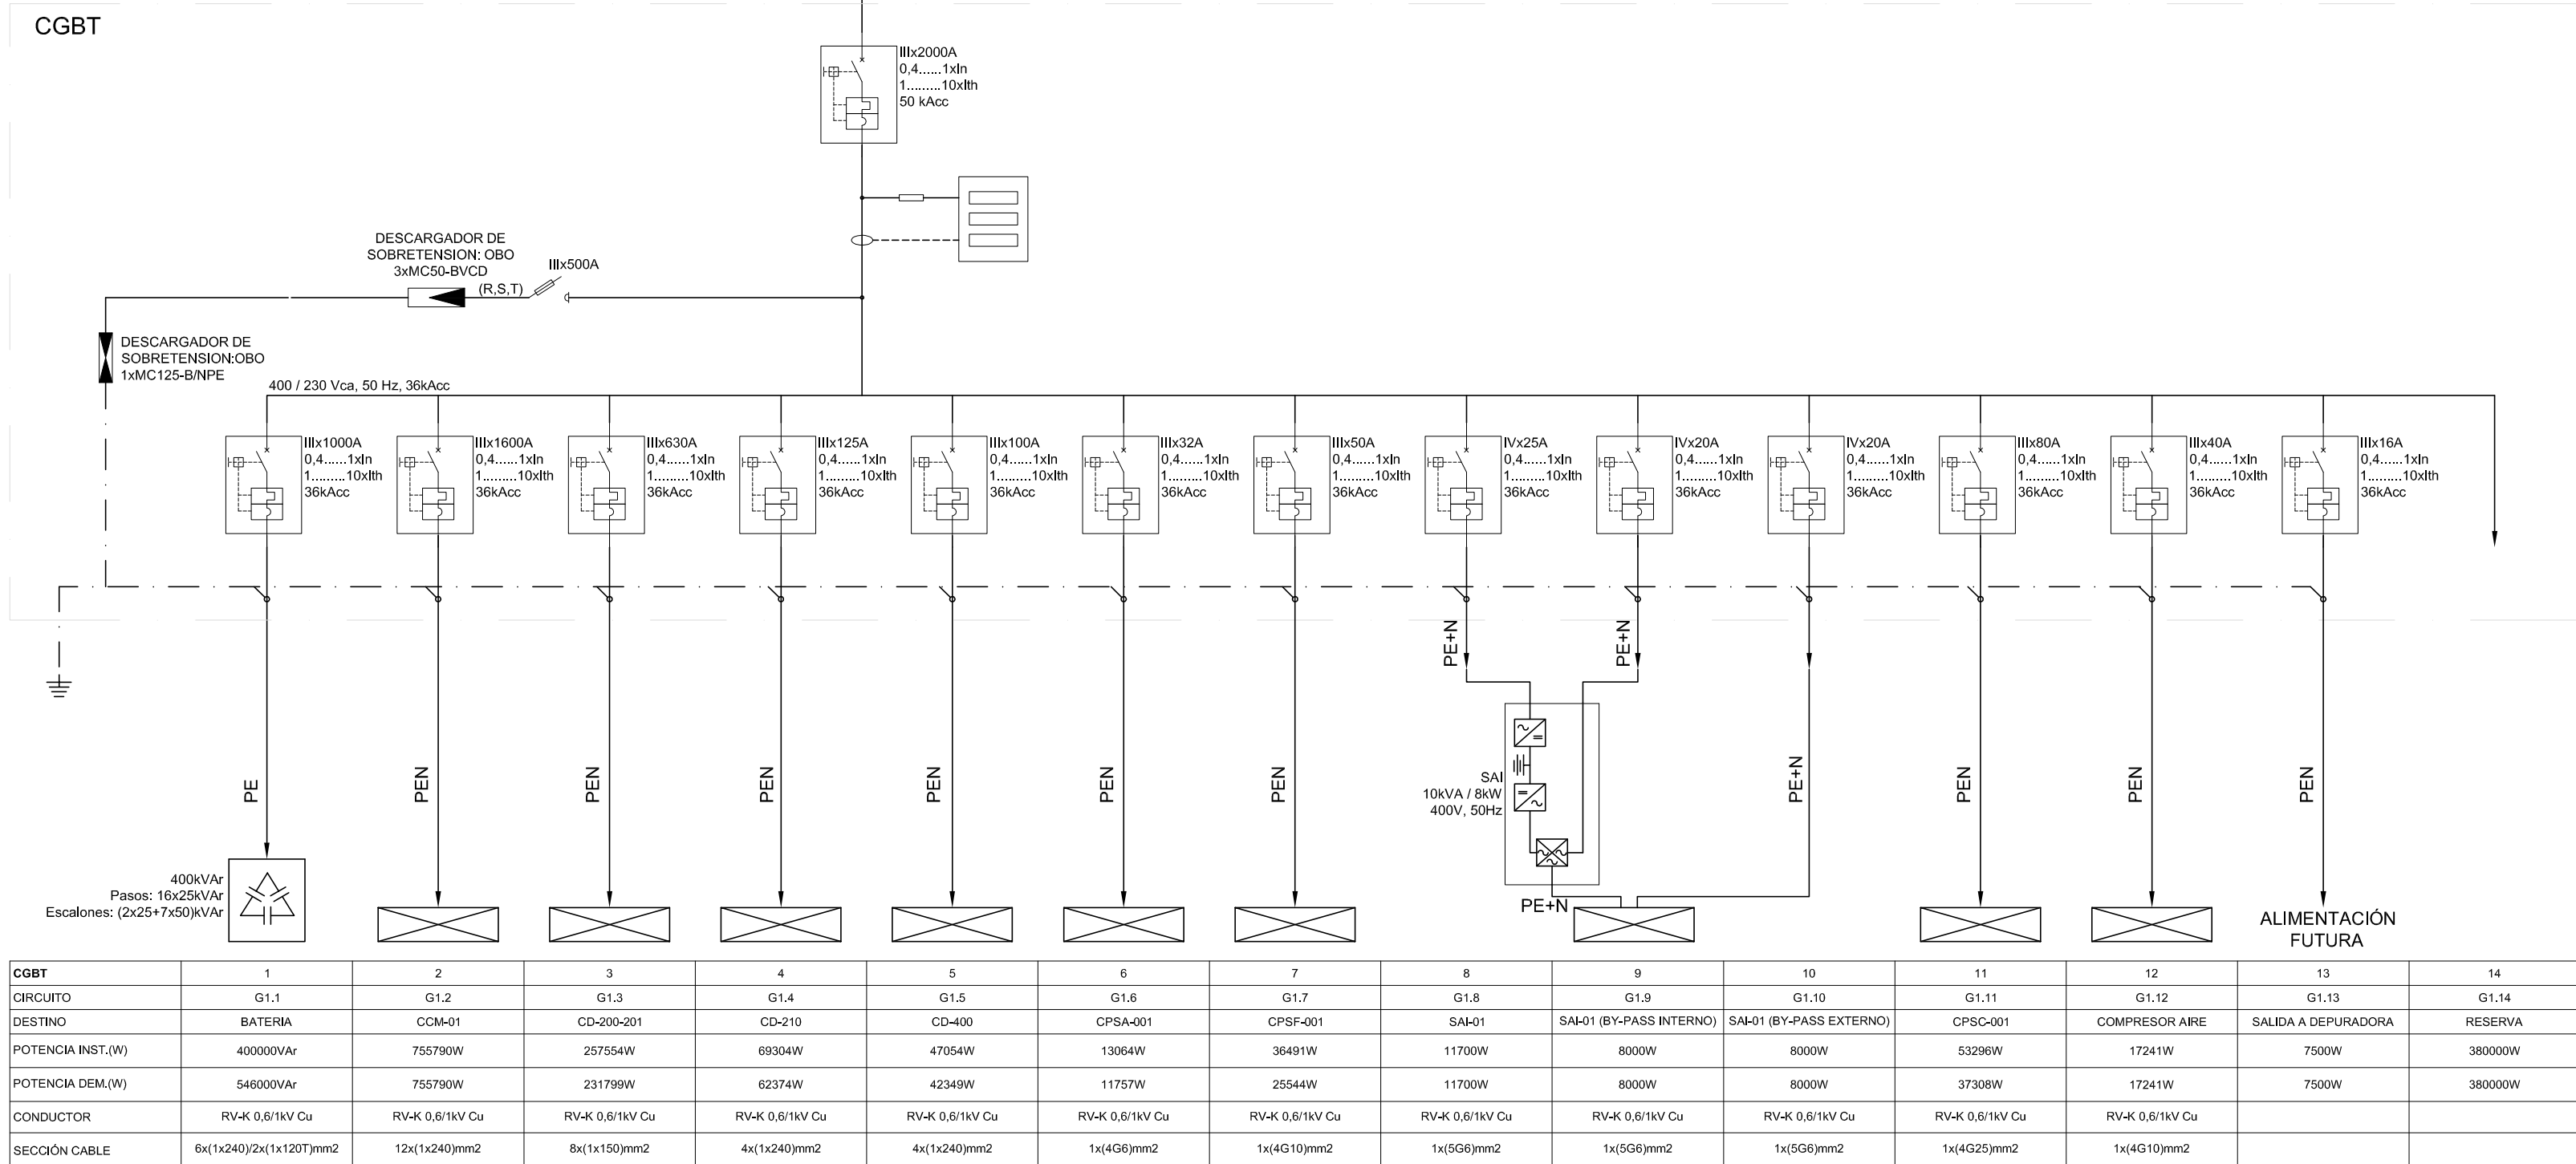 CGBT
IIIx2000A
0,4......1xIn
1.........10xIth
50 kAcc
DESCARGADOR DE
SOBRETENSION: OBO
3xMC50-BVCD
(R,S,T)
IIIx500A
DESCARGADOR DE
SOBRETENSION:OBO
1xMC125-B/NPE
400 / 230 Vca, 50 Hz, 36kAcc
IIIx1000A
0,4......1xIn
1.........10xIth
36kAcc
IIIx1600A
0,4......1xIn
1.........10xIth
36kAcc
IIIx630A
0,4......1xIn
1.........10xIth
36kAcc
IIIx125A
0,4......1xIn
1.........10xIth
36kAcc
IIIx100A
0,4......1xIn
1.........10xIth
36kAcc
IIIx32A
0,4......1xIn
1.........10xIth
36kAcc
IIIx50A
0,4......1xIn
1.........10xIth
36kAcc
IVx25A
0,4......1xIn
1.........10xIth
36kAcc
IVx20A
0,4......1xIn
1.........10xIth
36kAcc
IVx20A
0,4......1xIn
1.........10xIth
36kAcc
IIIx80A
0,4......1xIn
1.........10xIth
36kAcc
IIIx40A
0,4......1xIn
1.........10xIth
36kAcc
IIIx16A
0,4......1xIn
1.........10xIth
36kAcc
PE+N
PE+N
PE
PEN
PEN
PEN
PEN
PEN
PEN
SAI
10kVA / 8kW
400V, 50Hz
PE+N
PEN
PEN
PEN
400kVAr
Pasos: 16x25kVAr
Escalones: (2x25+7x50)kVAr
PE+N
ALIMENTACIÓN
FUTURA
CGBT 1 2 3 4 5 6 7 8 9 10 11 12 13 14
CIRCUITO G1.1 G1.2 G1.3 G1.4 G1.5 G1.6 G1.7 G1.8 G1.9 G1.10 G1.11 G1.12 G1.13 G1.14
DESTINO BATERIA CCM-01 CD-200-201 CD-210 CD-400 CPSA-001 CPSF-001 SAI-01 SAI-01 (BY-PASS INTERNO) SAI-01 (BY-PASS EXTERNO) CPSC-001 COMPRESOR AIRE SALIDA A DEPURADORA RESERVA
POTENCIA INST.(W) 400000VAr 755790W 257554W 69304W 47054W 13064W 36491W 11700W 8000W 8000W 53296W 17241W 7500W 380000W
POTENCIA DEM.(W) 546000VAr 755790W 231799W 62374W 42349W 11757W 25544W 11700W 8000W 8000W 37308W 17241W 7500W 380000W
CONDUCTOR RV-K 0,6/1kV Cu RV-K 0,6/1kV Cu RV-K 0,6/1kV Cu RV-K 0,6/1kV Cu RV-K 0,6/1kV Cu RV-K 0,6/1kV Cu RV-K 0,6/1kV Cu RV-K 0,6/1kV Cu RV-K 0,6/1kV Cu RV-K 0,6/1kV Cu RV-K 0,6/1kV Cu RV-K 0,6/1kV Cu
SECCIÓN CABLE 6x(1x240)/2x(1x120T)mm2 12x(1x240)mm2 8x(1x150)mm2 4x(1x240)mm2 4x(1x240)mm2 1x(4G6)mm2 1x(4G10)mm2 1x(5G6)mm2 1x(5G6)mm2 1x(5G6)mm2 1x(4G25)mm2 1x(4G10)mm2